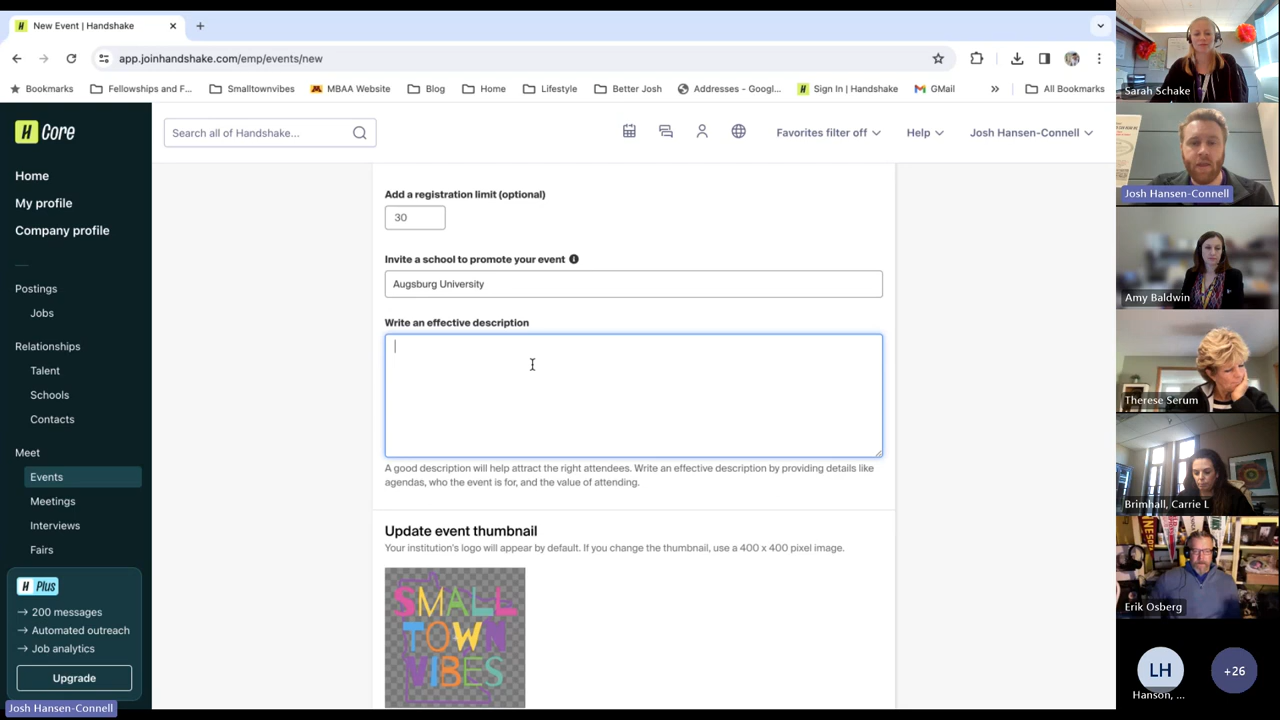 New Event | Handshake
app.joinhandshake.com/emp/events/new
Bookmarks
Fellowships and F...
Smalltownvibes
MBAA Website
Blog
Home
Lifestyle
Better Josh
Addresses - Googl...
Sign In | Handshake
GMail
»
All Bookmarks
H Core
Search all of Handshake...
Favorites filter off
Help
Josh Hansen-Connell
Home
My profile
Company profile
Postings
Jobs
Relationships
Talent
Schools
Contacts
Meet
Events
Meetings
Interviews
Fairs
H Plus
→ 200 messages
→ Automated outreach
→ Job analytics
Upgrade
Josh Hansen-Connell
Add a registration limit (optional)
30
Invite a school to promote your event
Augsburg University
Write an effective description
A good description will help attract the right attendees. Write an effective description by providing details like
agendas, who the event is for, and the value of attending.
Update event thumbnail
Your institution's logo will appear by default. If you change the thumbnail, use a 400 x 400 pixel image.
SMALL
TOWN
VIBES
Sarah Schake
Josh Hansen-Connell
Amy Baldwin
Therese Serum
Brimhall, Carrie L
Erik Osberg
LH
Hanson, ...
+26